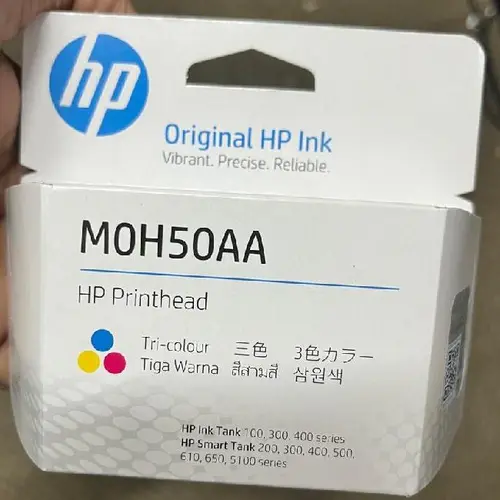 hp
Original HP Ink
Vibrant. Precise. Reliable.
M0H50AA
HP Printhead
Tri-colour 三色 3色カラー
Tiga Warna สีสามสี 삼원색
HP Ink Tank 100, 300, 400 series
HP Smart Tank 200, 300, 400, 500,
610, 650, 5100 series